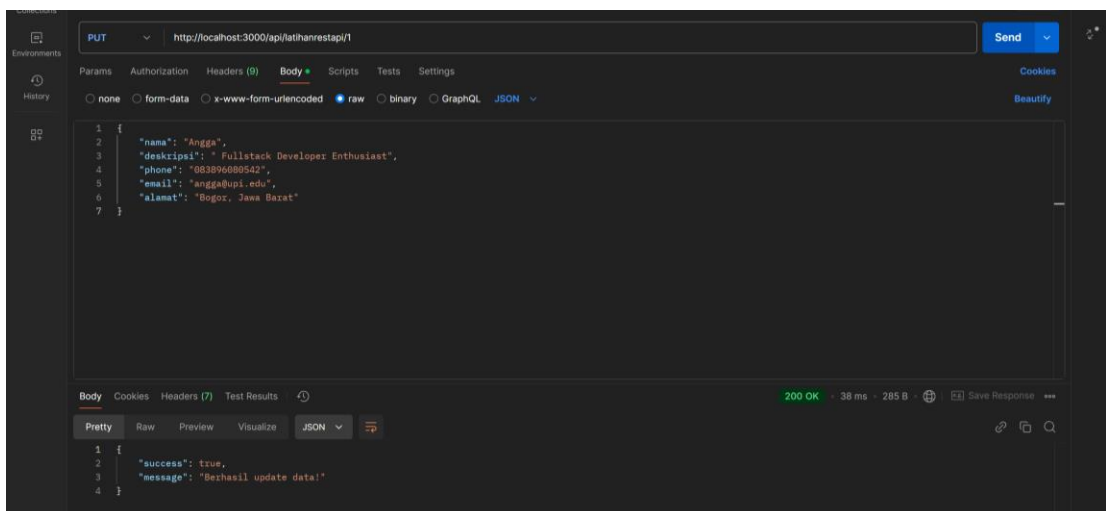 Collections
Environments
History
PUT http://localhost:3000/api/latihanrestapi/1 Send
Params Authorization Headers (9) Body Scripts Tests Settings Cookies
none form-data x-www-form-urlencoded raw binary GraphQL JSON Beautify
1 {
2 "nama": "Angga",
3 "deskripsi": " Fullstack Developer Enthusiast",
4 "phone": "083896080542",
5 "email": "angga@upi.edu",
6 "alamat": "Bogor, Jawa Barat"
7 }
Body Cookies Headers (7) Test Results 200 OK 38 ms 285 B Save Response
Pretty Raw Preview Visualize JSON
1 {
2 "success": true,
3 "message": "Berhasil update data!"
4 }